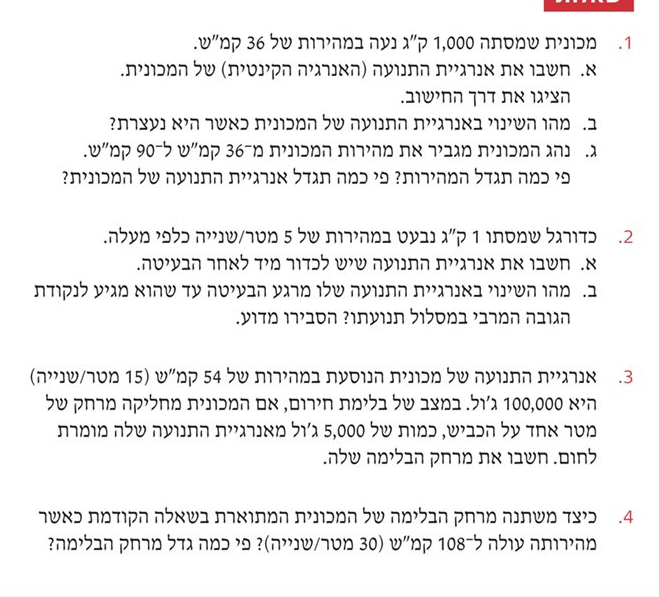 1. מכונית שמסתה 1,000 ק"ג נעה במהירות של 36 קמ"ש.
א. חשבו את אנרגיית התנועה (האנרגיה הקינטית) של המכונית.
הציגו את דרך החישוב.
ב. מהו השינוי באנרגיית התנועה של המכונית כאשר היא נעצרת?
ג. נהג המכונית מגביר את מהירות המכונית מ־36 קמ"ש ל־90 קמ"ש.
פי כמה תגדל המהירות? פי כמה תגדל אנרגיית התנועה של המכונית?
2. כדורגל שמסתו 1 ק"ג נבעט במהירות של 5 מטר/שנייה כלפי מעלה.
א. חשבו את אנרגיית התנועה שיש לכדור מיד לאחר הבעיטה.
ב. מהו השינוי באנרגיית התנועה שלו מרגע הבעיטה עד שהוא מגיע לנקודת
הגובה המרבי במסלול תנועתו? הסבירו מדוע.
3. אנרגיית התנועה של מכונית הנוסעת במהירות של 54 קמ"ש (15 מטר/שנייה)
היא 100,000 ג'ול. במצב של בלימת חירום, אם המכונית מחליקה מרחק של
מטר אחד על הכביש, כמות של 5,000 ג'ול מאנרגיית התנועה שלה מומרת
לחום. חשבו את מרחק הבלימה שלה.
4. כיצד משתנה מרחק הבלימה של המכונית המתוארת בשאלה הקודמת כאשר
מהירותה עולה ל־108 קמ"ש (30 מטר/שנייה)? פי כמה גדל מרחק הבלימה?